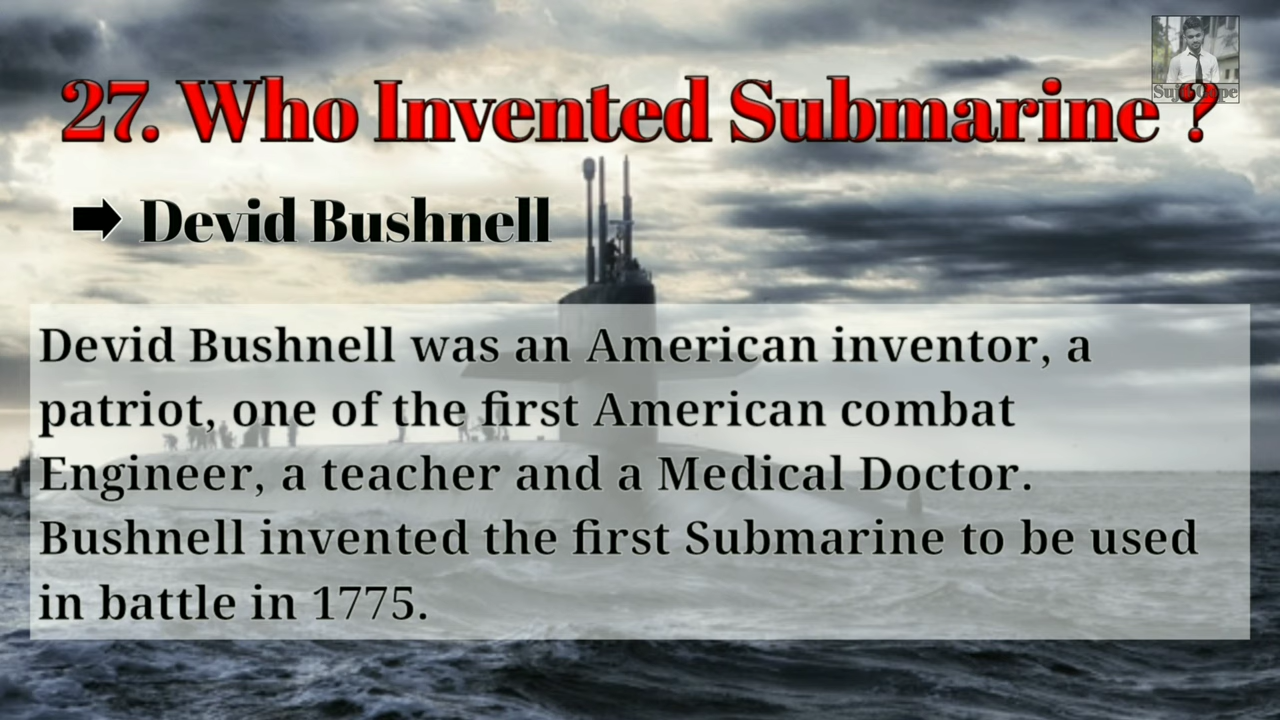 27. Who Invented Submarine ?
Devid Bushnell
Devid Bushnell was an American inventor, a
patriot, one of the first American combat
Engineer, a teacher and a Medical Doctor.
Bushnell invented the first Submarine to be used
in battle in 1775.